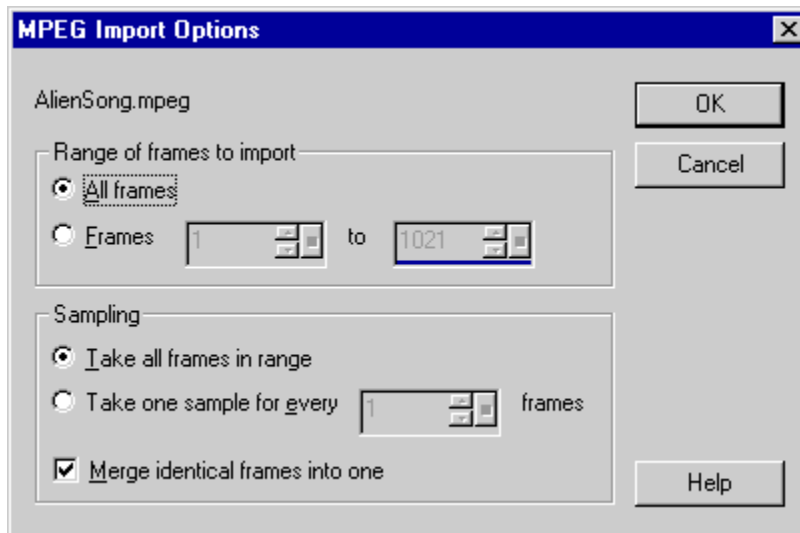 MPEG Import Options
AlienSong.mpeg
OK
Cancel
Range of frames to import
All frames
Frames 1 to 1021
Sampling
Take all frames in range
Take one sample for every 1 frames
Merge identical frames into one
Help